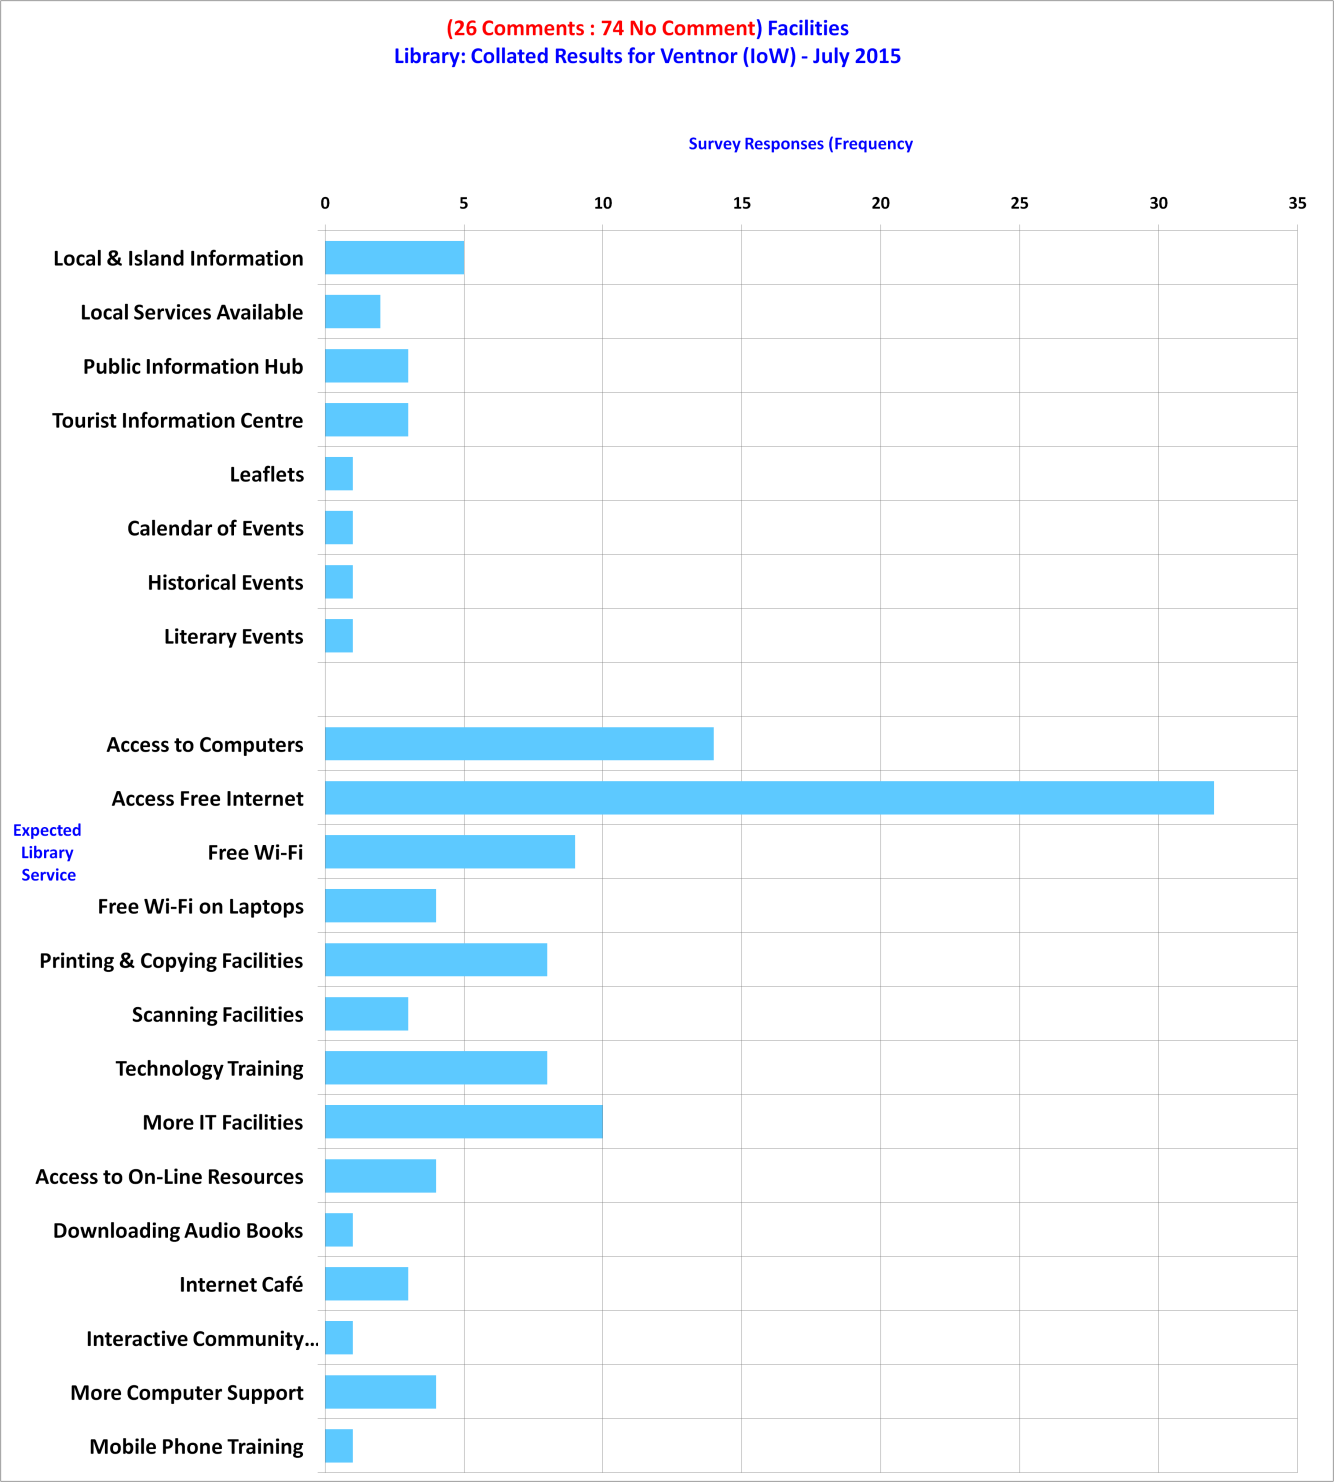 (26 Comments : 74 No Comment) Facilities
Library: Collated Results for Ventnor (IoW) - July 2015
Survey Responses (Frequency
0 5 10 15 20 25 30 35
Local & Island Information
Local Services Available
Public Information Hub
Tourist Information Centre
Leaflets
Calendar of Events
Historical Events
Literary Events
Access to Computers
Access Free Internet
Expected
Library
Service
Free Wi-Fi
Free Wi-Fi on Laptops
Printing & Copying Facilities
Scanning Facilities
Technology Training
More IT Facilities
Access to On-Line Resources
Downloading Audio Books
Internet Café
Interactive Community...
More Computer Support
Mobile Phone Training